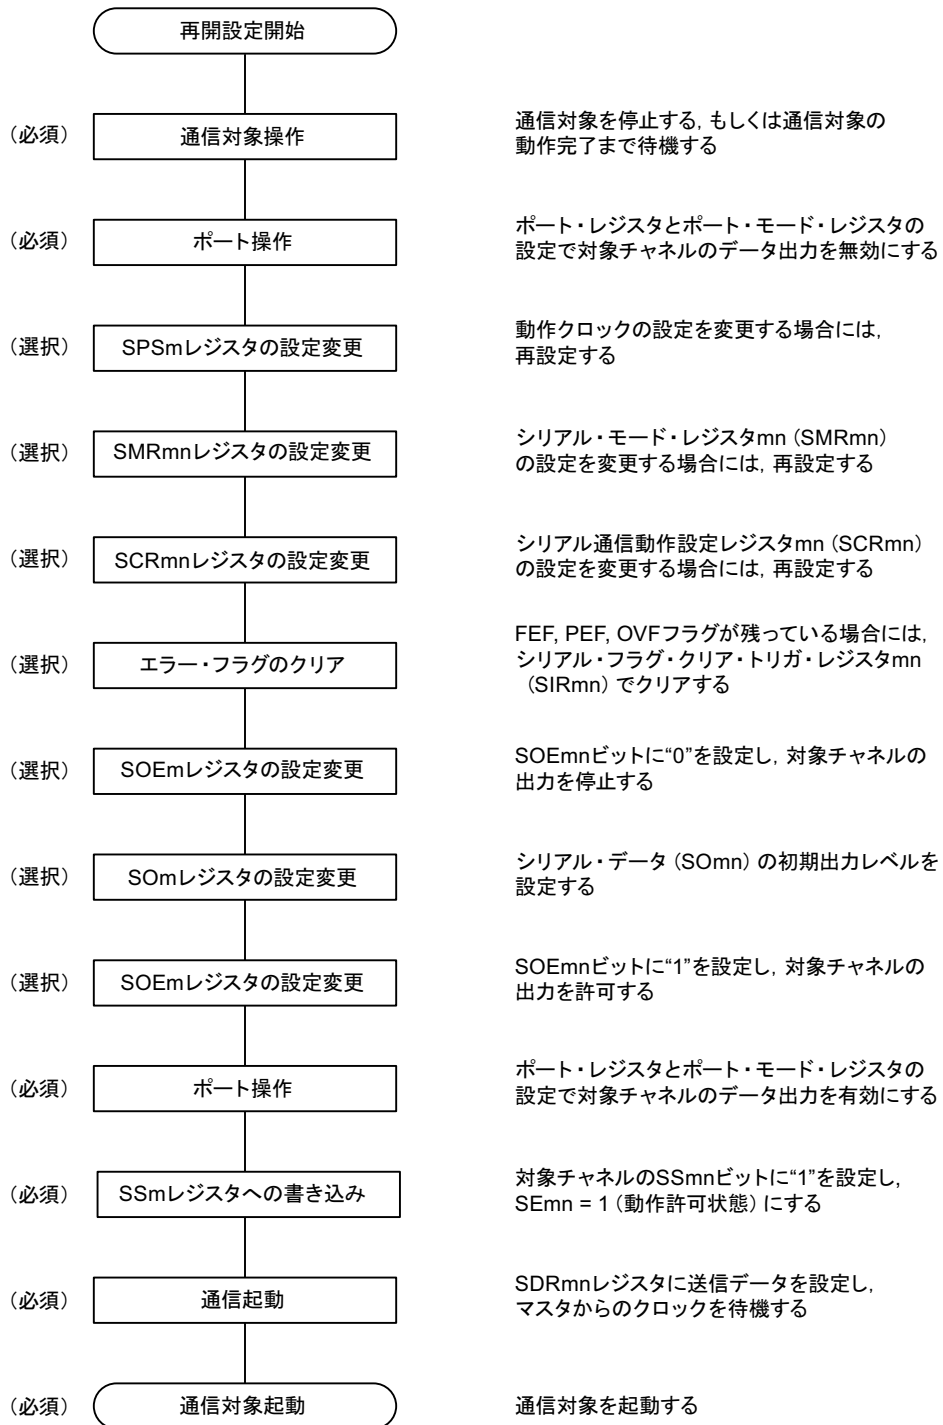 再開設定開始
（必須）
通信対象操作
通信対象を停止する，もしくは通信対象の
動作完了まで待機する
（必須）
ポート操作
ポート・レジスタとポート・モード・レジスタの
設定で対象チャネルのデータ出力を無効にする
（選択）
SPSmレジスタの設定変更
動作クロックの設定を変更する場合には，
再設定する
（選択）
SMRmnレジスタの設定変更
シリアル・モード・レジスタmn（SMRmn）
の設定を変更する場合には，再設定する
（選択）
SCRmnレジスタの設定変更
シリアル通信動作設定レジスタmn（SCRmn）
の設定を変更する場合には，再設定する
（選択）
エラー・フラグのクリア
FEF, PEF, OVFフラグが残っている場合には，
シリアル・フラグ・クリア・トリガ・レジスタmn
（SIRmn）でクリアする
（選択）
SOEmレジスタの設定変更
SOEmnビットに“0”を設定し，対象チャネルの
出力を停止する
（選択）
SOmレジスタの設定変更
シリアル・データ（SOmn）の初期出力レベルを
設定する
（選択）
SOEmレジスタの設定変更
SOEmnビットに“1”を設定し，対象チャネルの
出力を許可する
（必須）
ポート操作
ポート・レジスタとポート・モード・レジスタの
設定で対象チャネルのデータ出力を有効にする
（必須）
SSmレジスタへの書き込み
対象チャネルのSSmnビットに“1”を設定し，
SEmn = 1（動作許可状態）にする
（必須）
通信起動
SDRmnレジスタに送信データを設定し，
マスタからのクロックを待機する
（必須）
通信対象起動
通信対象を起動する